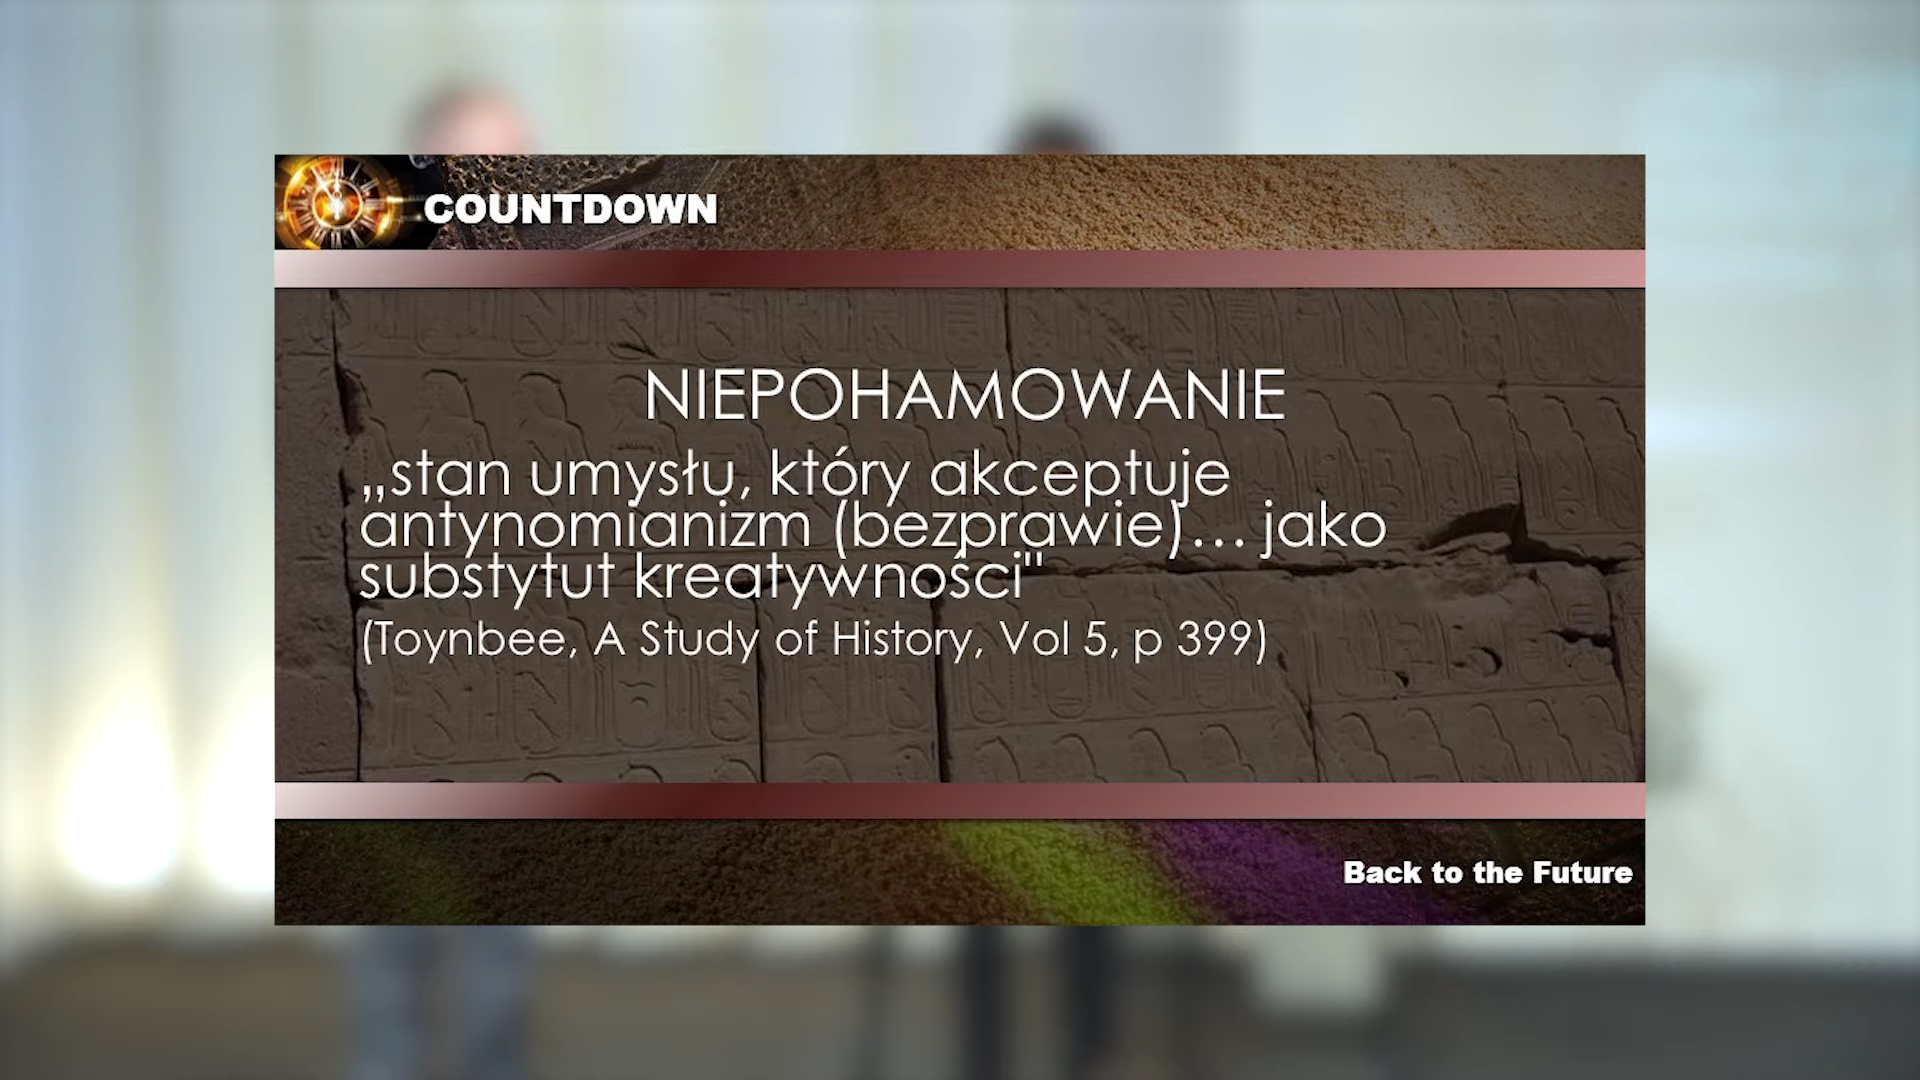 COUNTDOWN
NIEPOHAMOWANIE
„stan umysłu, który akceptuje
antynomianizm (bezprawie)... jako
substytut kreatywności"
(Toynbee, A Study of History, Vol 5, p 399)
Back to the Future